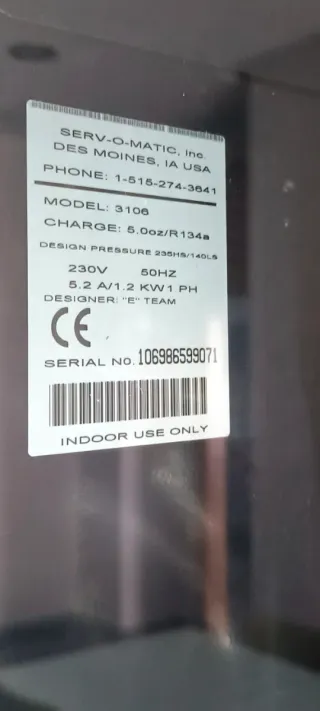 SERV-O-MATIC, Inc.
DES MOINES, IA USA
PHONE: 1-515-274-3641
MODEL: 3106
CHARGE: 5.0oz/R134a
DESIGN PRESSURE 235HS/140LS
230V 50HZ
5.2 A/1.2 KW1 PH
DESIGNER: "E" TEAM
CE
SERIAL No. 106986599071
INDOOR USE ONLY